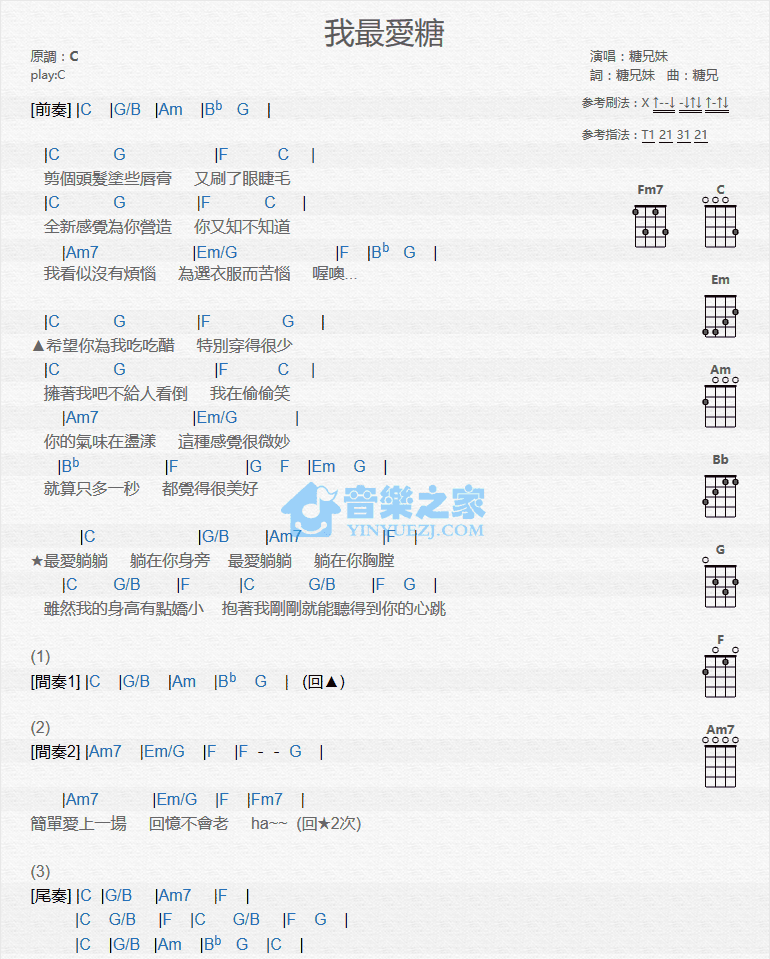 我最愛糖
原調：C
play:C
演唱：糖兄妹
詞：糖兄妹 曲：糖兄
参考刷法：X ↑--↓ -↓↑↓ ↑-↑↓
参考指法：T1 21 31 21
[前奏] |C |G/B |Am |Bb G |
|C G |F C |
剪個頭髮塗些唇膏 又刷了眼睫毛
|C G |F C |
全新感覺為你營造 你又知不知道
|Am7 |Em/G |F |Bb G |
我看似沒有煩惱 為選衣服而苦惱 喔噢...
|C G |F G |
▲希望你為我吃吃醋 特別穿得很少
|C G |F C |
擁著我吧不給人看倒 我在偷偷笑
|Am7 |Em/G |
你的氣味在盪漾 這種感覺很微妙
|Bb |F |G F |Em G |
就算只多一秒 都覺得很美好
|C |G/B |Am7 |F |
★最愛躺躺 躺在你身旁 最愛躺躺 躺在你胸膛
|C G/B |F |C G/B |F G |
雖然我的身高有點嬌小 抱著我剛剛就能聽得到你的心跳
(1)
[間奏1] |C |G/B |Am |Bb G | (回▲)
(2)
[間奏2] |Am7 |Em/G |F |F - - G |
|Am7 |Em/G |F |Fm7 |
簡單愛上一場 回憶不會老 ha~~ (回★2次)
(3)
[尾奏] |C |G/B |Am7 |F |
|C G/B |F |C G/B |F G |
|C |G/B |Am |Bb G |C |
Fm7 C
Em
Am
Bb
G
F
Am7
音樂之家
YINYUEZJ.COM